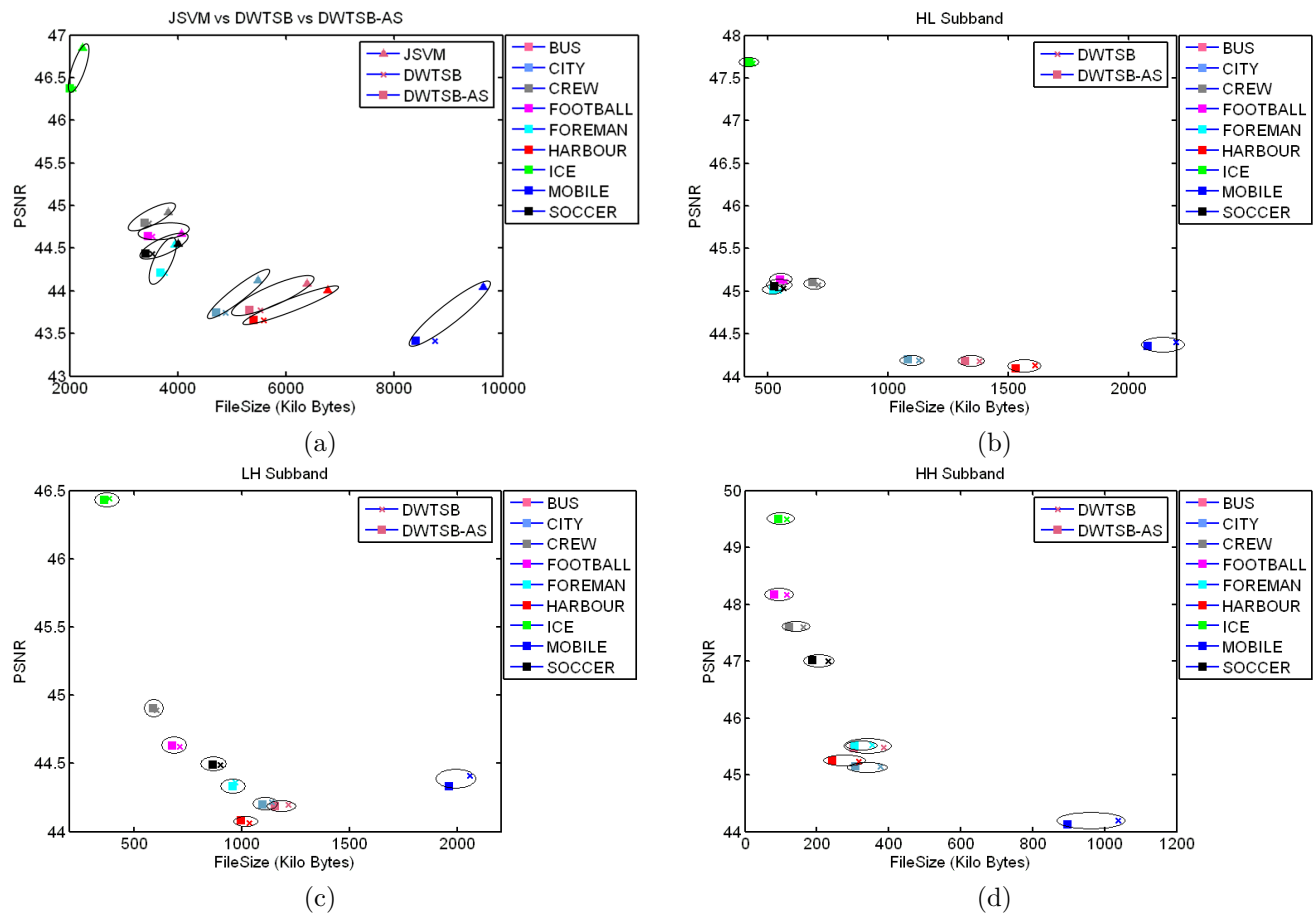 JSVM vs DWTSB vs DWTSB-AS
47
46.5
46
45.5
45
44.5
44
43.5
43
PSNR
2000
4000
6000
8000
10000
FileSize (Kilo Bytes)
JSVM
DWTSB
DWTSB-AS
BUS
CITY
CREW
FOOTBALL
FOREMAN
HARBOUR
ICE
MOBILE
SOCCER
(a)
HL Subband
48
47.5
47
46.5
46
45.5
45
44.5
44
PSNR
500
1000
1500
2000
FileSize (Kilo Bytes)
DWTSB
DWTSB-AS
BUS
CITY
CREW
FOOTBALL
FOREMAN
HARBOUR
ICE
MOBILE
SOCCER
(b)
LH Subband
46.5
46
45.5
45
44.5
44
PSNR
500
1000
1500
2000
FileSize (Kilo Bytes)
DWTSB
DWTSB-AS
BUS
CITY
CREW
FOOTBALL
FOREMAN
HARBOUR
ICE
MOBILE
SOCCER
(c)
HH Subband
50
49
48
47
46
45
44
PSNR
0
200
400
600
800
1000
1200
FileSize (Kilo Bytes)
DWTSB
DWTSB-AS
BUS
CITY
CREW
FOOTBALL
FOREMAN
HARBOUR
ICE
MOBILE
SOCCER
(d)